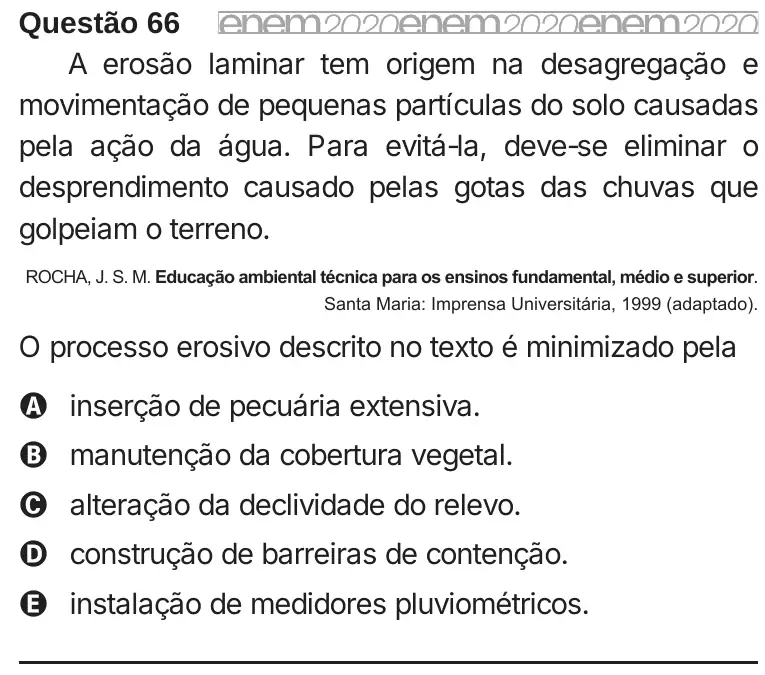 Questão 66 enem2020enem2020enem2020
A erosão laminar tem origem na desagregação e
movimentação de pequenas partículas do solo causadas
pela ação da água. Para evitá-la, deve-se eliminar o
desprendimento causado pelas gotas das chuvas que
golpeiam o terreno.
ROCHA, J. S. M. Educação ambiental técnica para os ensinos fundamental, médio e superior.
Santa Maria: Imprensa Universitária, 1999 (adaptado).
O processo erosivo descrito no texto é minimizado pela
A inserção de pecuária extensiva.
B manutenção da cobertura vegetal.
C alteração da declividade do relevo.
D construção de barreiras de contenção.
E instalação de medidores pluviométricos.